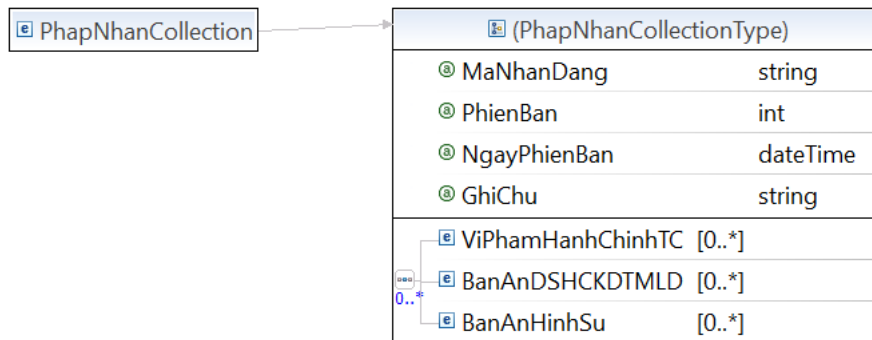 e PhapNhanCollection
(PhapNhanCollectionType)
a MaNhanDang string
a PhienBan int
a NgayPhienBan dateTime
a GhiChu string
e ViPhamHanhChinhTC [0..*]
e BanAnDSHCKDTMLD [0..*]
0..*
e BanAnHinhSu [0..*]